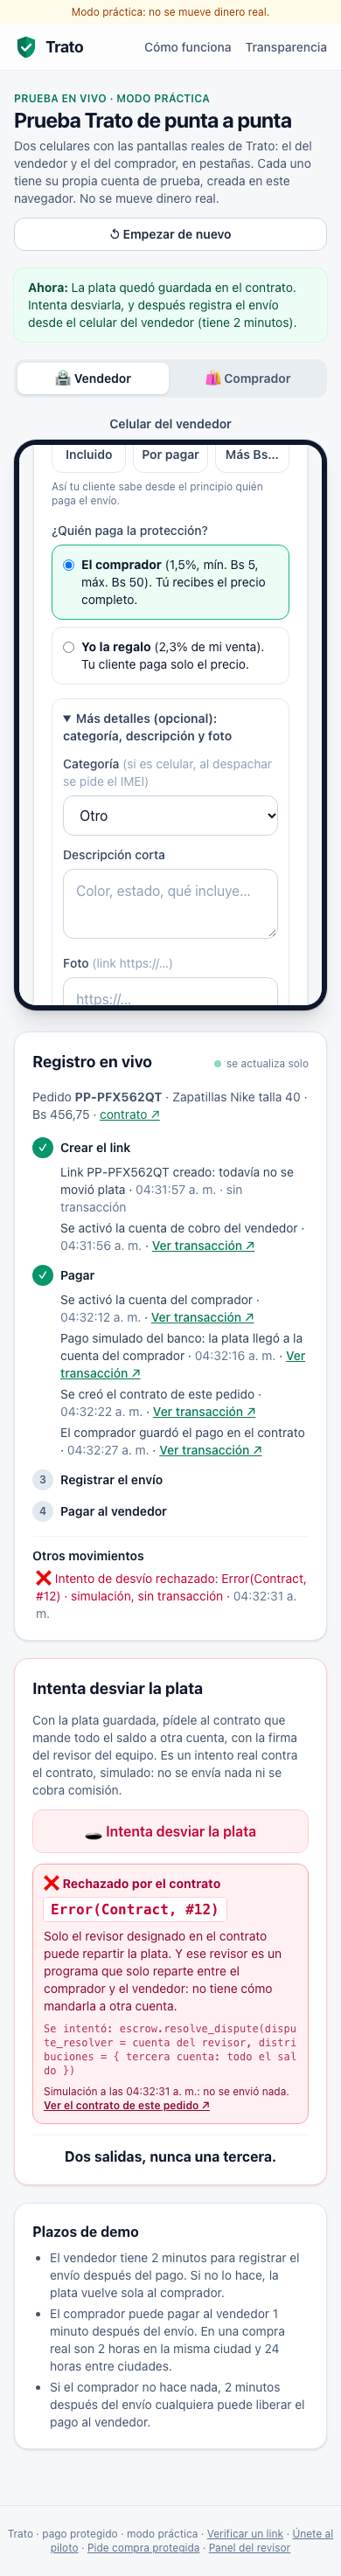 Modo práctica: no se mueve dinero real.
Trato
Cómo funciona
Transparencia
PRUEBA EN VIVO · MODO PRÁCTICA
Prueba Trato de punta a punta
Dos celulares con las pantallas reales de Trato: el del
vendedor y el del comprador, en pestañas. Cada uno
tiene su propia cuenta de prueba, creada en este
navegador. No se mueve dinero real.
↺ Empezar de nuevo
Ahora: La plata quedó guardada en el contrato.
Intenta desviarla, y después registra el envío
desde el celular del vendedor (tiene 2 minutos).
Vendedor
Comprador
Celular del vendedor
Incluido
Por pagar
Más Bs...
Así tu cliente sabe desde el principio quién
paga el envío.
¿Quién paga la protección?
El comprador (1,5%, mín. Bs 5,
máx. Bs 50). Tú recibes el precio
completo.
Yo la regalo (2,3% de mi venta).
Tu cliente paga solo el precio.
▼ Más detalles (opcional):
categoría, descripción y foto
Categoría (si es celular, al despachar
se pide el IMEI)
Otro
Descripción corta
Color, estado, qué incluye...
Foto (link https://...)
https://...
Registro en vivo
se actualiza solo
Pedido PP-PFX562QT · Zapatillas Nike talla 40 ·
Bs 456,75 · contrato ↗
Crear el link
Link PP-PFX562QT creado: todavía no se
movió plata · 04:31:57 a. m. · sin
transacción
Se activó la cuenta de cobro del vendedor ·
04:31:56 a. m. · Ver transacción ↗
Pagar
Se activó la cuenta del comprador ·
04:32:12 a. m. · Ver transacción ↗
Pago simulado del banco: la plata llegó a la
cuenta del comprador · 04:32:16 a. m. · Ver
transacción ↗
Se creó el contrato de este pedido ·
04:32:22 a. m. · Ver transacción ↗
El comprador guardó el pago en el contrato
· 04:32:27 a. m. · Ver transacción ↗
3 Registrar el envío
4 Pagar al vendedor
Otros movimientos
❌ Intento de desvío rechazado: Error(Contract,
#12) · simulación, sin transacción · 04:32:31 a.
m.
Intenta desviar la plata
Con la plata guardada, pídele al contrato que
mande todo el saldo a otra cuenta, con la firma
del revisor del equipo. Es un intento real contra
el contrato, simulado: no se envía nada ni se
cobra comisión.
Intenta desviar la plata
❌ Rechazado por el contrato
Error(Contract, #12)
Solo el revisor designado en el contrato
puede repartir la plata. Y ese revisor es un
programa que solo reparte entre el
comprador y el vendedor: no tiene cómo
mandarla a otra cuenta.
Se intentó: escrow.resolve_dispute(dispu
te_resolver = cuenta del revisor, distri
buciones = { tercera cuenta: todo el sal
do })
Simulación a las 04:32:31 a. m.: no se envió nada.
Ver el contrato de este pedido ↗
Dos salidas, nunca una tercera.
Plazos de demo
• El vendedor tiene 2 minutos para registrar el
envío después del pago. Si no lo hace, la
plata vuelve sola al comprador.
• El comprador puede pagar al vendedor 1
minuto después del envío. En una compra
real son 2 horas en la misma ciudad y 24
horas entre ciudades.
• Si el comprador no hace nada, 2 minutos
después del envío cualquiera puede liberar el
pago al vendedor.
Trato · pago protegido · modo práctica · Verificar un link · Únete al
piloto · Pide compra protegida · Panel del revisor